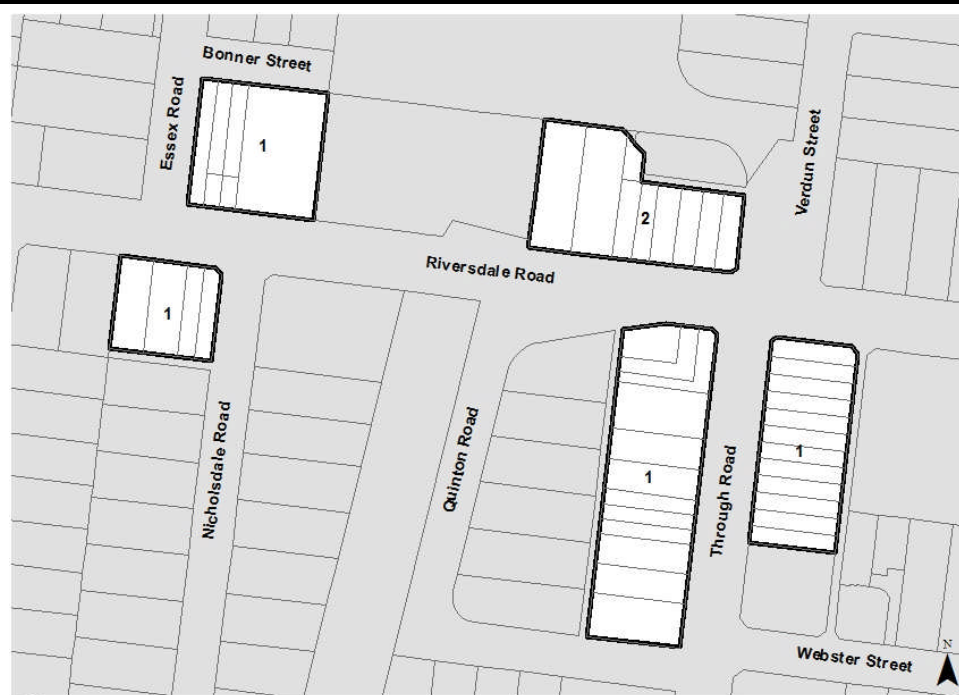 Bonner Street
Essex Road
1
Verdun Street
2
Riversdale Road
1
Quinton Road
Nicholsdale Road
1
Through Road
1
Webster Street
N